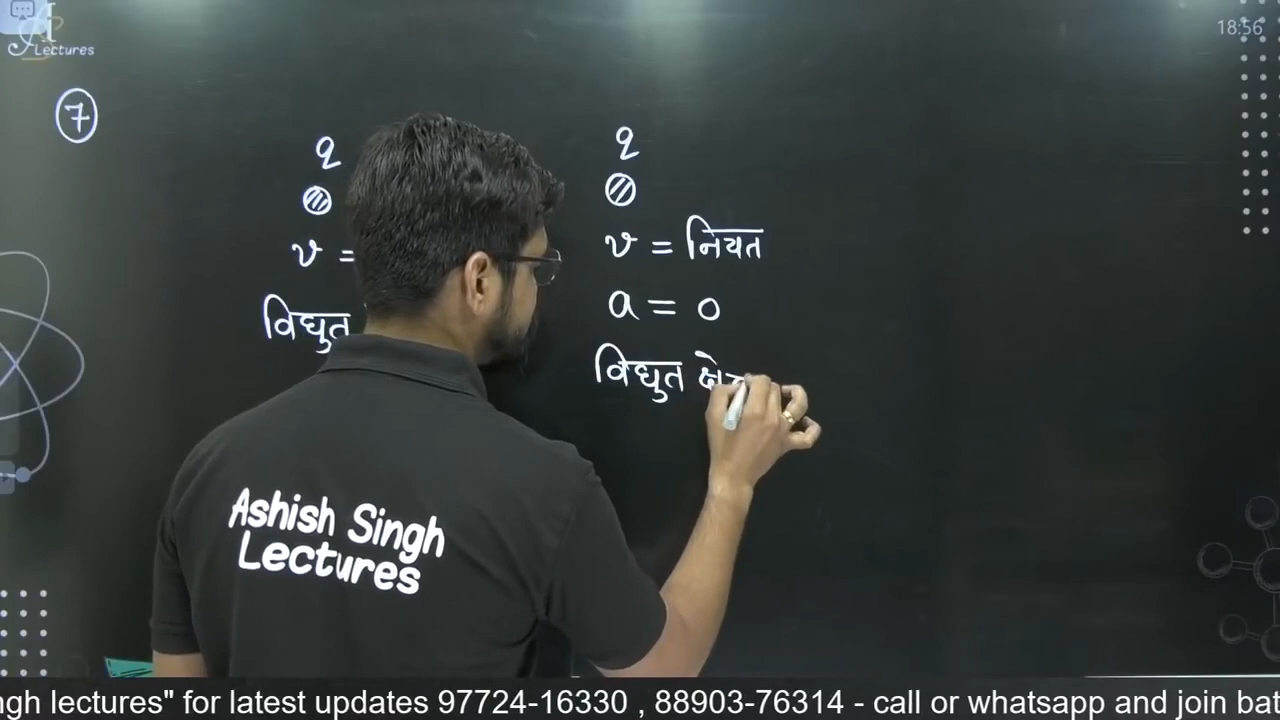 Lectures
18:56
7
q
q
v =
v = नियत
a = 0
विद्युत
विद्युत
Ashish Singh
Lectures
ngh lectures" for latest updates 97724-16330 , 88903-76314 - call or whatsapp and join bat